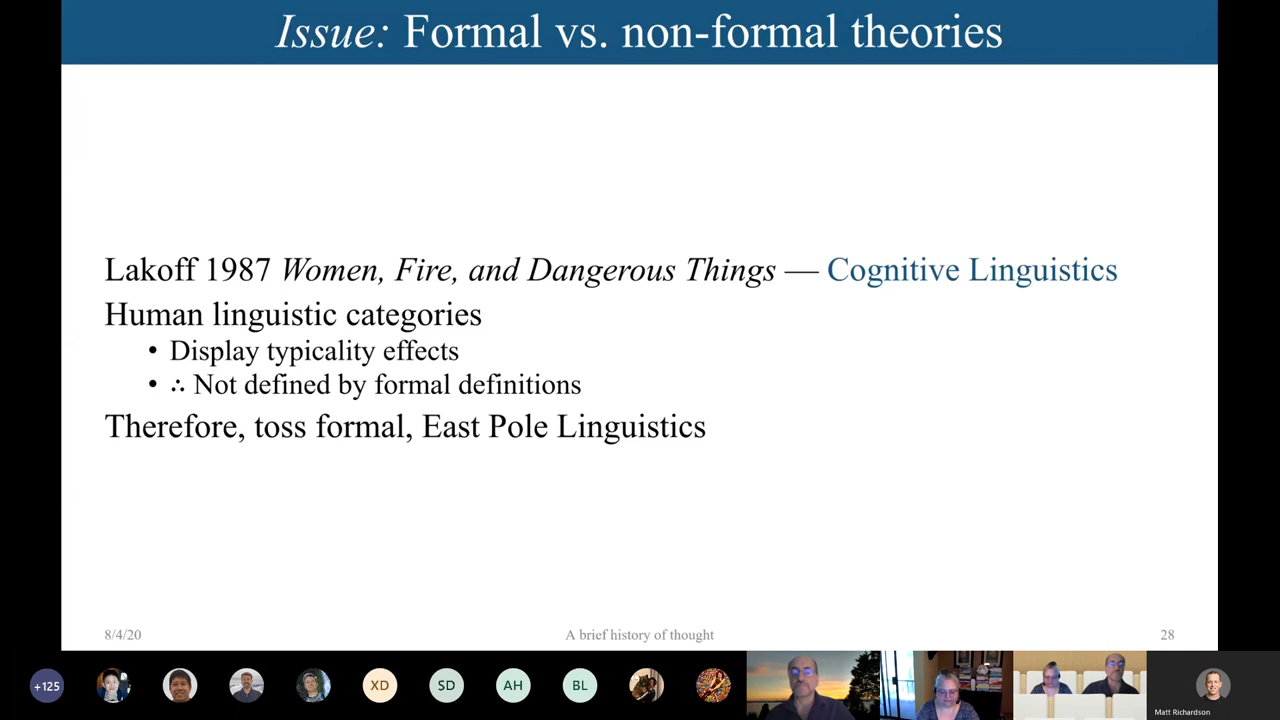 Issue: Formal vs. non-formal theories
Lakoff 1987 Women, Fire, and Dangerous Things — Cognitive Linguistics
Human linguistic categories
• Display typicality effects
• ∴ Not defined by formal definitions
Therefore, toss formal, East Pole Linguistics
8/4/20 A brief history of thought 28
+125 XD SD AH BL
Matt Richardson